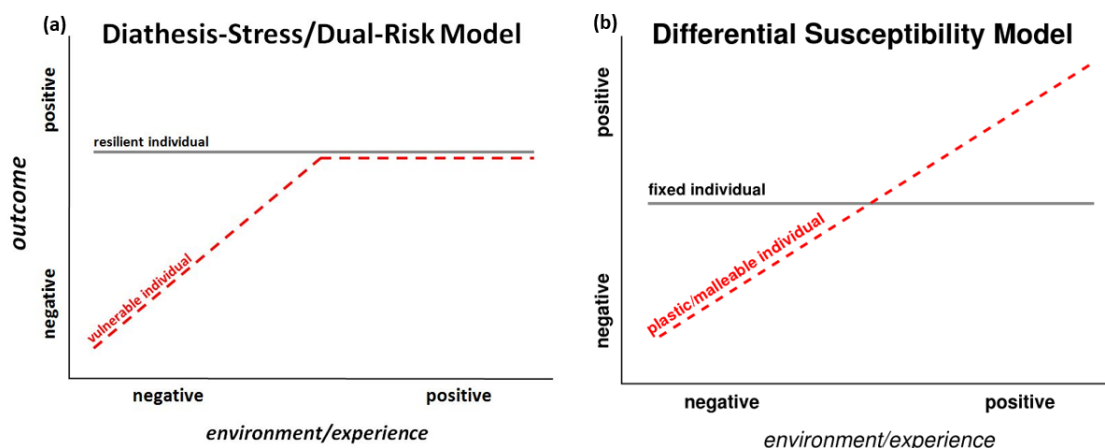 (a)
Diathesis-Stress/Dual-Risk Model
positive
resilient individual
outcome
vulnerable individual
negative
negative
positive
environment/experience
(b)
Differential Susceptibility Model
positive
fixed individual
plastic/malleable individual
negative
negative
positive
environment/experience